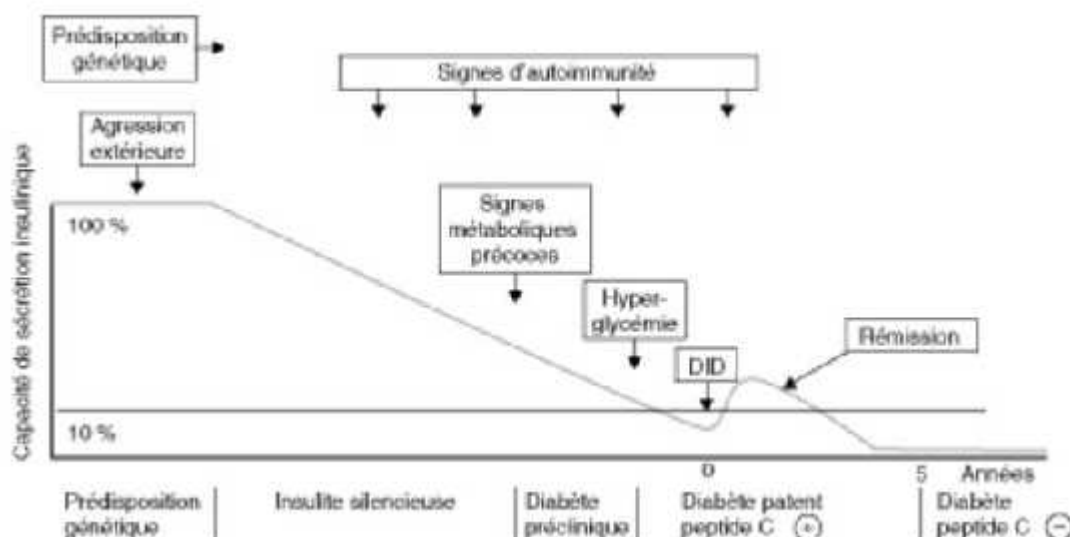 Prédisposition
génétique
Signes d'autoimmunité
Agression
extérieure
Capacité de sécrétion insulinique
100 %
Signes
métaboliques
précoces
Hyper-
glycémie
DID
Rémission
10 %
0
5 Années
Prédisposition
génétique
Insulite silencieuse
Diabète
préclinique
Diabète patent
peptide C +
Diabète
peptide C −